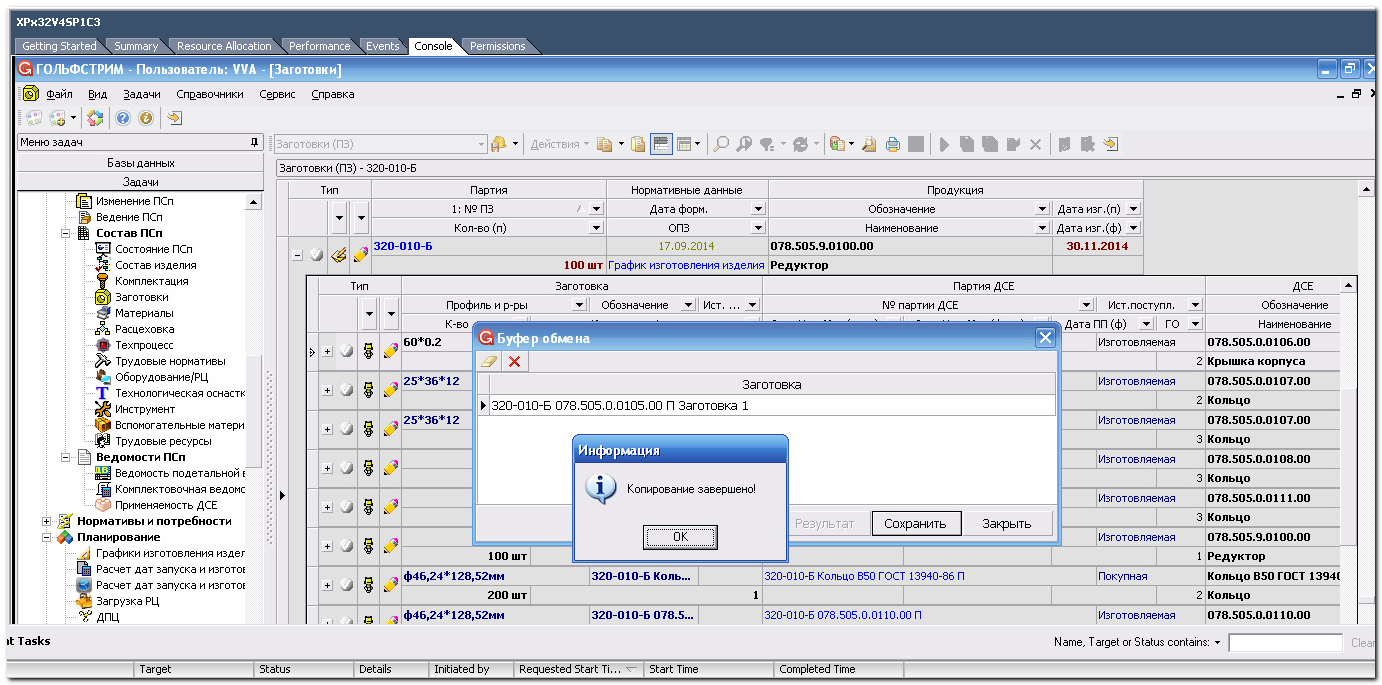 XPx32V4SP1C3
Getting Started Summary Resource Allocation Performance Events Console Permissions
ГОЛЬФСТРИМ - Пользователь: VVA - [Заготовки]
Файл Вид Задачи Справочники Сервис Справка
Меню задач
Заготовки (ПЗ) Действия
Базы данных
Задачи
Заготовки (ПЗ) - 320-010-Б
Изменение ПСп
Ведение ПСп
Состав ПСп
Состояние ПСп
Состав изделия
Комплектация
Заготовки
Материалы
Расцеховка
Техпроцесс
Трудовые нормативы
Оборудование/РЦ
Технологическая оснастк
Инструмент
Вспомогательные матери
Трудовые ресурсы
Ведомости ПСп
Ведомость подетальной в
Комплектовочная ведомо
Применяемость ДСЕ
Нормативы и потребности
Планирование
Графики изготовления издел
Расчет дат запуска и изготов
Расчет дат запуска и изготов
Загрузка РЦ
ДПЦ
Тип Партия Нормативные данные Продукция
1: № ПЗ Дата форм. Обозначение Дата изг.(п)
Кол-во (п) ОПЗ Наименование Дата изг.(ф)
320-010-Б 17.09.2014 078.505.9.0100.00 30.11.2014
100 шт График изготовления изделия Редуктор
Тип Заготовка Партия ДСЕ ДСЕ
Профиль и р-ры Обозначение Ист. ... № партии ДСЕ Ист.поступл. Обозначение
К-во Дата ПП (ф) ГО Наименование
60*0.2 Изготовляемая 078.505.0.0106.00
2 Крышка корпуса
25*36*12 Изготовляемая 078.505.0.0107.00
2 Кольцо
25*36*12 Изготовляемая 078.505.0.0107.00
3 Кольцо
Изготовляемая 078.505.0.0108.00
3 Кольцо
Изготовляемая 078.505.0.0111.00
3 Кольцо
Изготовляемая 078.505.9.0100.00
100 шт 1 Редуктор
ф46,24*128,52мм 320-010-Б Коль... 320-010-Б Кольцо В50 ГОСТ 13940-86 П Покупная Кольцо В50 ГОСТ 13940
200 шт 1 2 Кольцо
ф46,24*128,52мм 320-010-Б 078.5... 320-010-Б 078.505.0.0110.00 П Изготовляемая 078.505.0.0110.00
Буфер обмена
Заготовка
320-010-Б 078.505.0.0105.00 П Заготовка 1
Результат Сохранить Закрыть
Информация
Копирование завершено!
OK
nt Tasks
Name, Target or Status contains: Clear
Target Status Details Initiated by Requested Start Ti... Start Time Completed Time